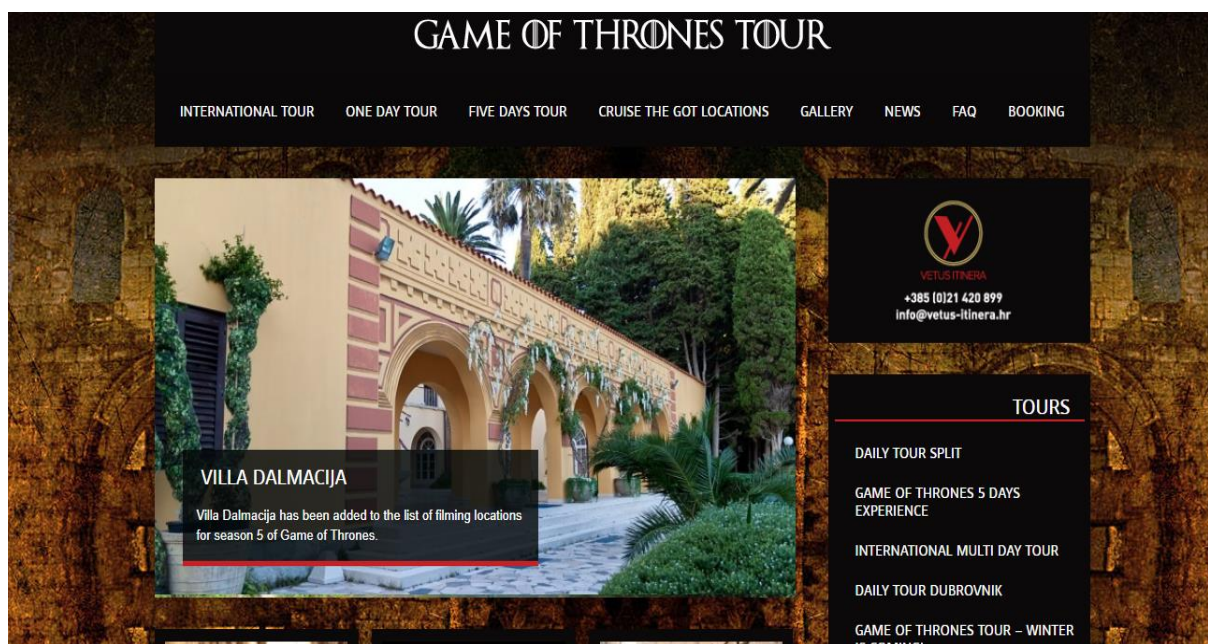 GAME OF THRONES TOUR
INTERNATIONAL TOUR ONE DAY TOUR FIVE DAYS TOUR CRUISE THE GOT LOCATIONS GALLERY NEWS FAQ BOOKING
VILLA DALMACIJA
Villa Dalmacija has been added to the list of filming locations
for season 5 of Game of Thrones.
VETUS ITINERA
+385 (0)21 420 899
info@vetus-itinera.hr
TOURS
DAILY TOUR SPLIT
GAME OF THRONES 5 DAYS
EXPERIENCE
INTERNATIONAL MULTI DAY TOUR
DAILY TOUR DUBROVNIK
GAME OF THRONES TOUR – WINTER